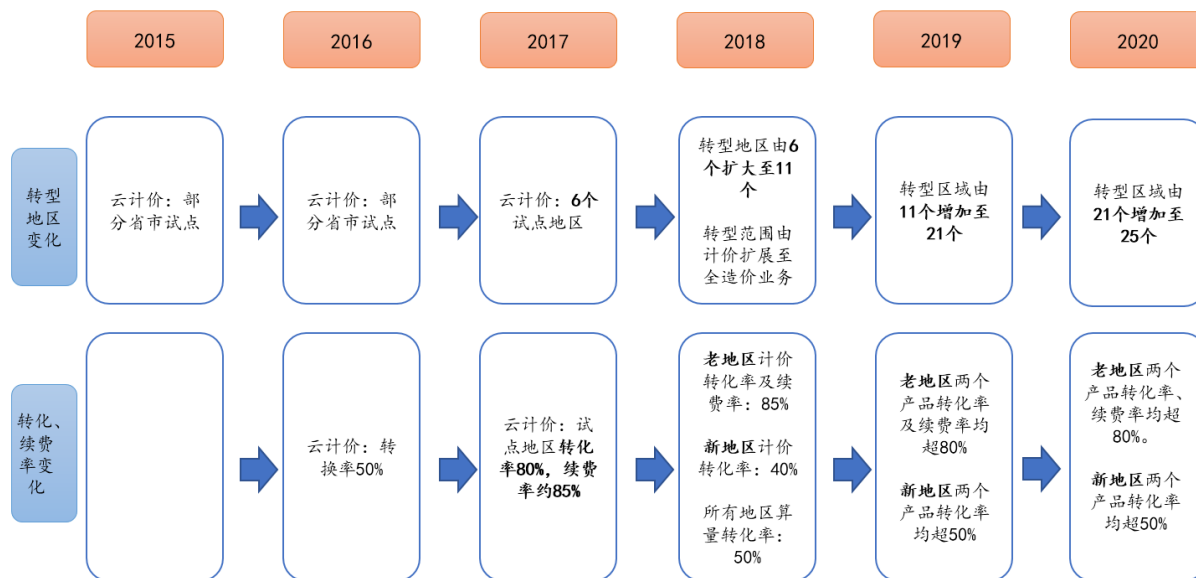 2015
2016
2017
2018
2019
2020
转型
地区
变化
云计价：部
分省市试点
云计价：部
分省市试点
云计价：6个
试点地区
转型地区由6
个扩大至11
个
转型范围由
计价扩展至
全造价业务
转型区域由
11个增加至
21个
转型区域由
21个增加至
25个
转化、
续费
率变
化
云计价：转
换率50%
云计价：试
点地区转化
率80%，续费
率约85%
老地区计价
转化率及续
费率：85%
新地区计价
转化率：40%
所有地区算
量转化率：
50%
老地区两个
产品转化率
及续费率均
超80%
新地区两个
产品转化率
均超50%
老地区两个
产品转化率、
续费率均超
80%。
新地区两个
产品转化率
均超50%